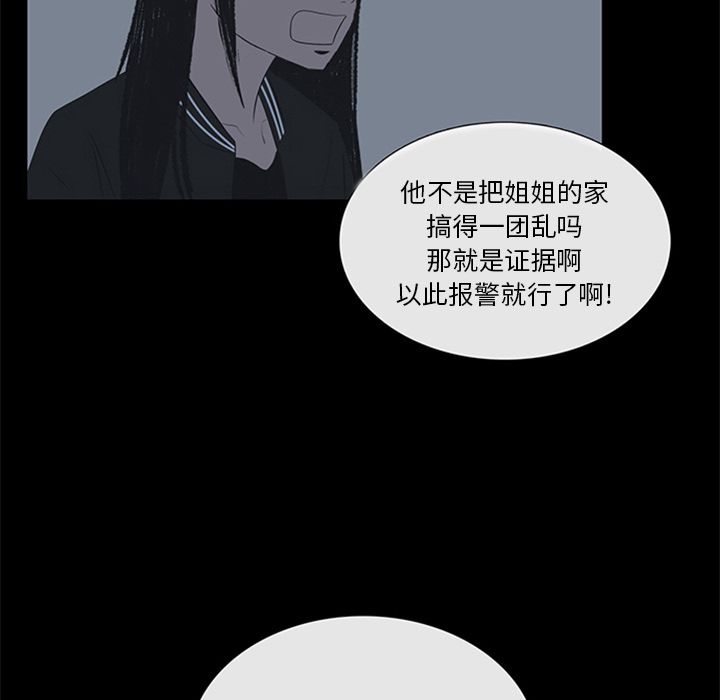 他不是把姐姐的家
搞得一团乱吗
那就是证据啊
以此报警就行了啊!